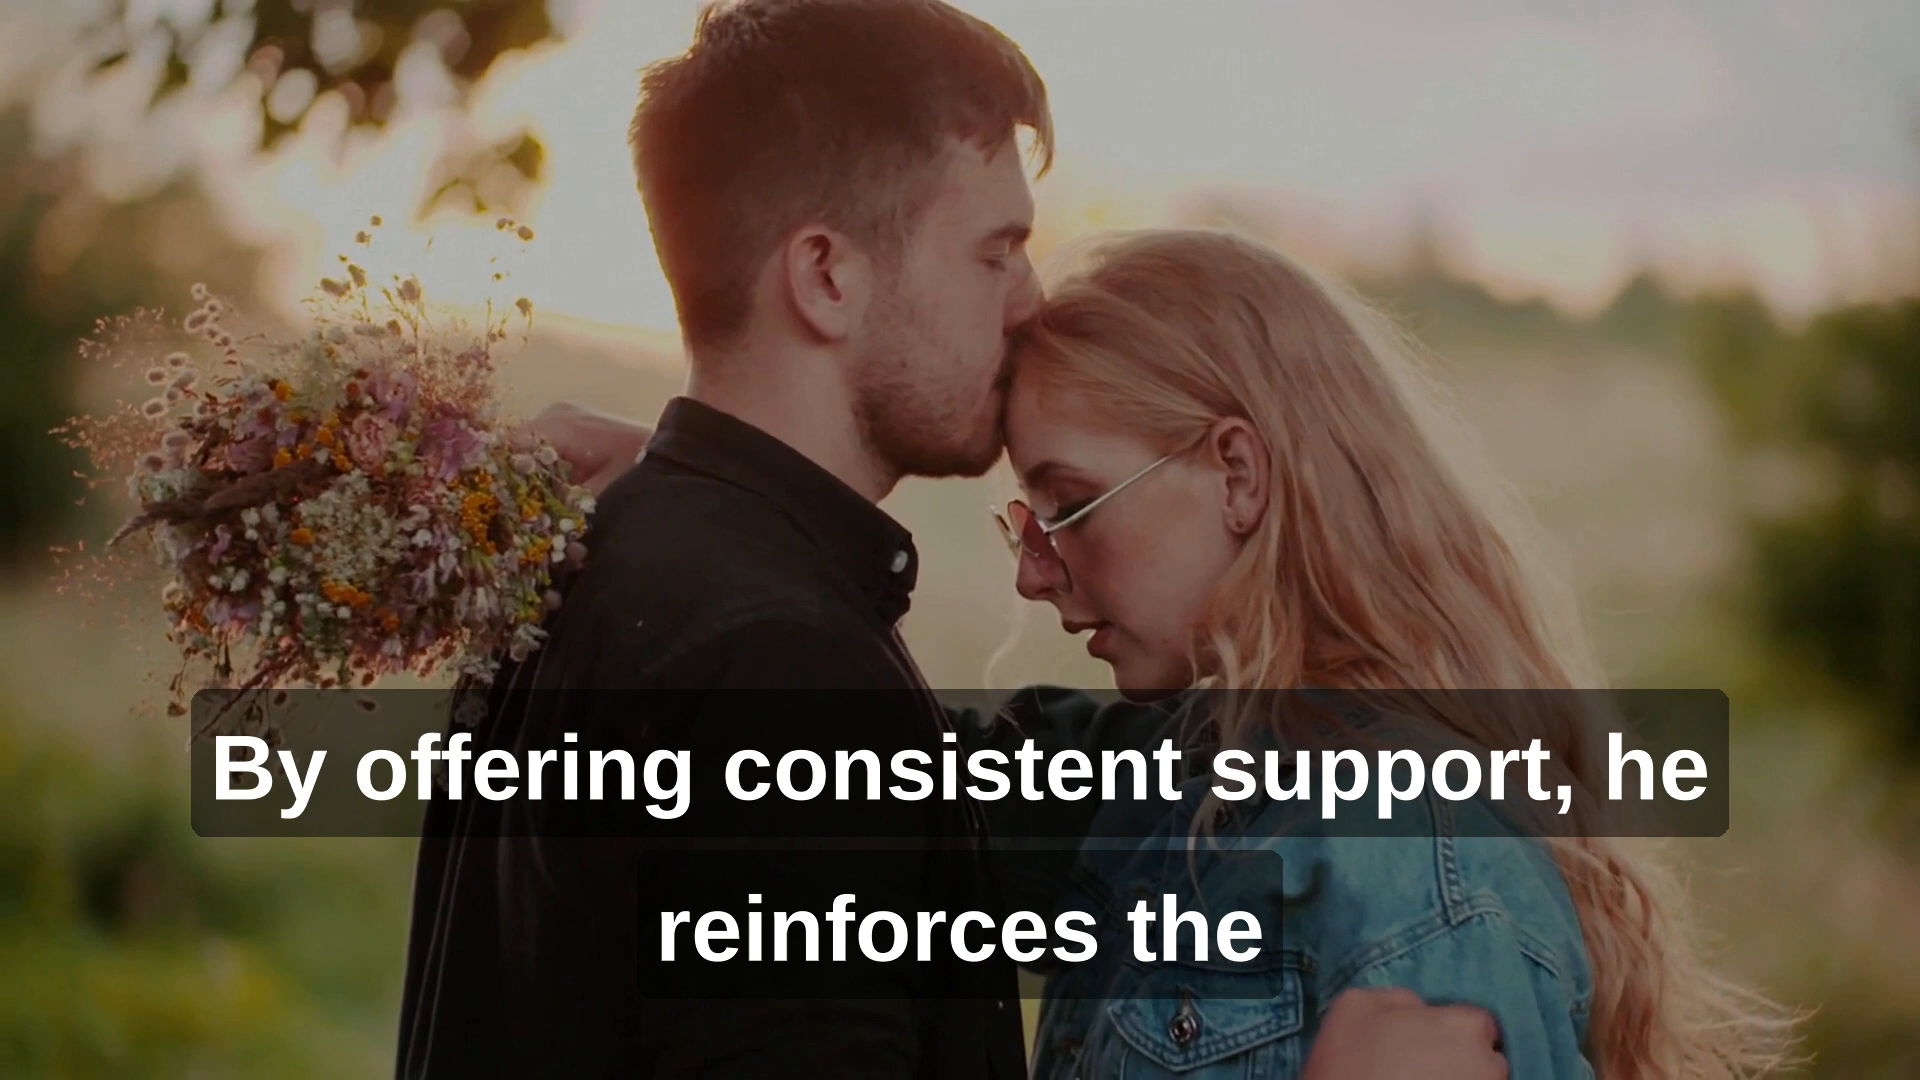 By offering consistent support, he
reinforces the